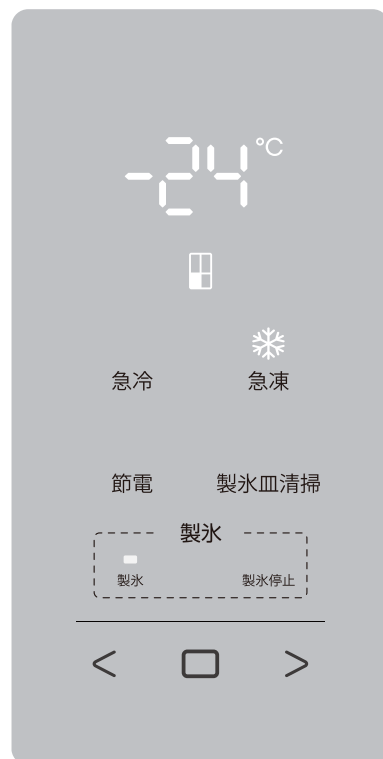 -24℃
急冷 急凍
節電 製氷皿清掃
製氷
製氷 製氷停止
< >